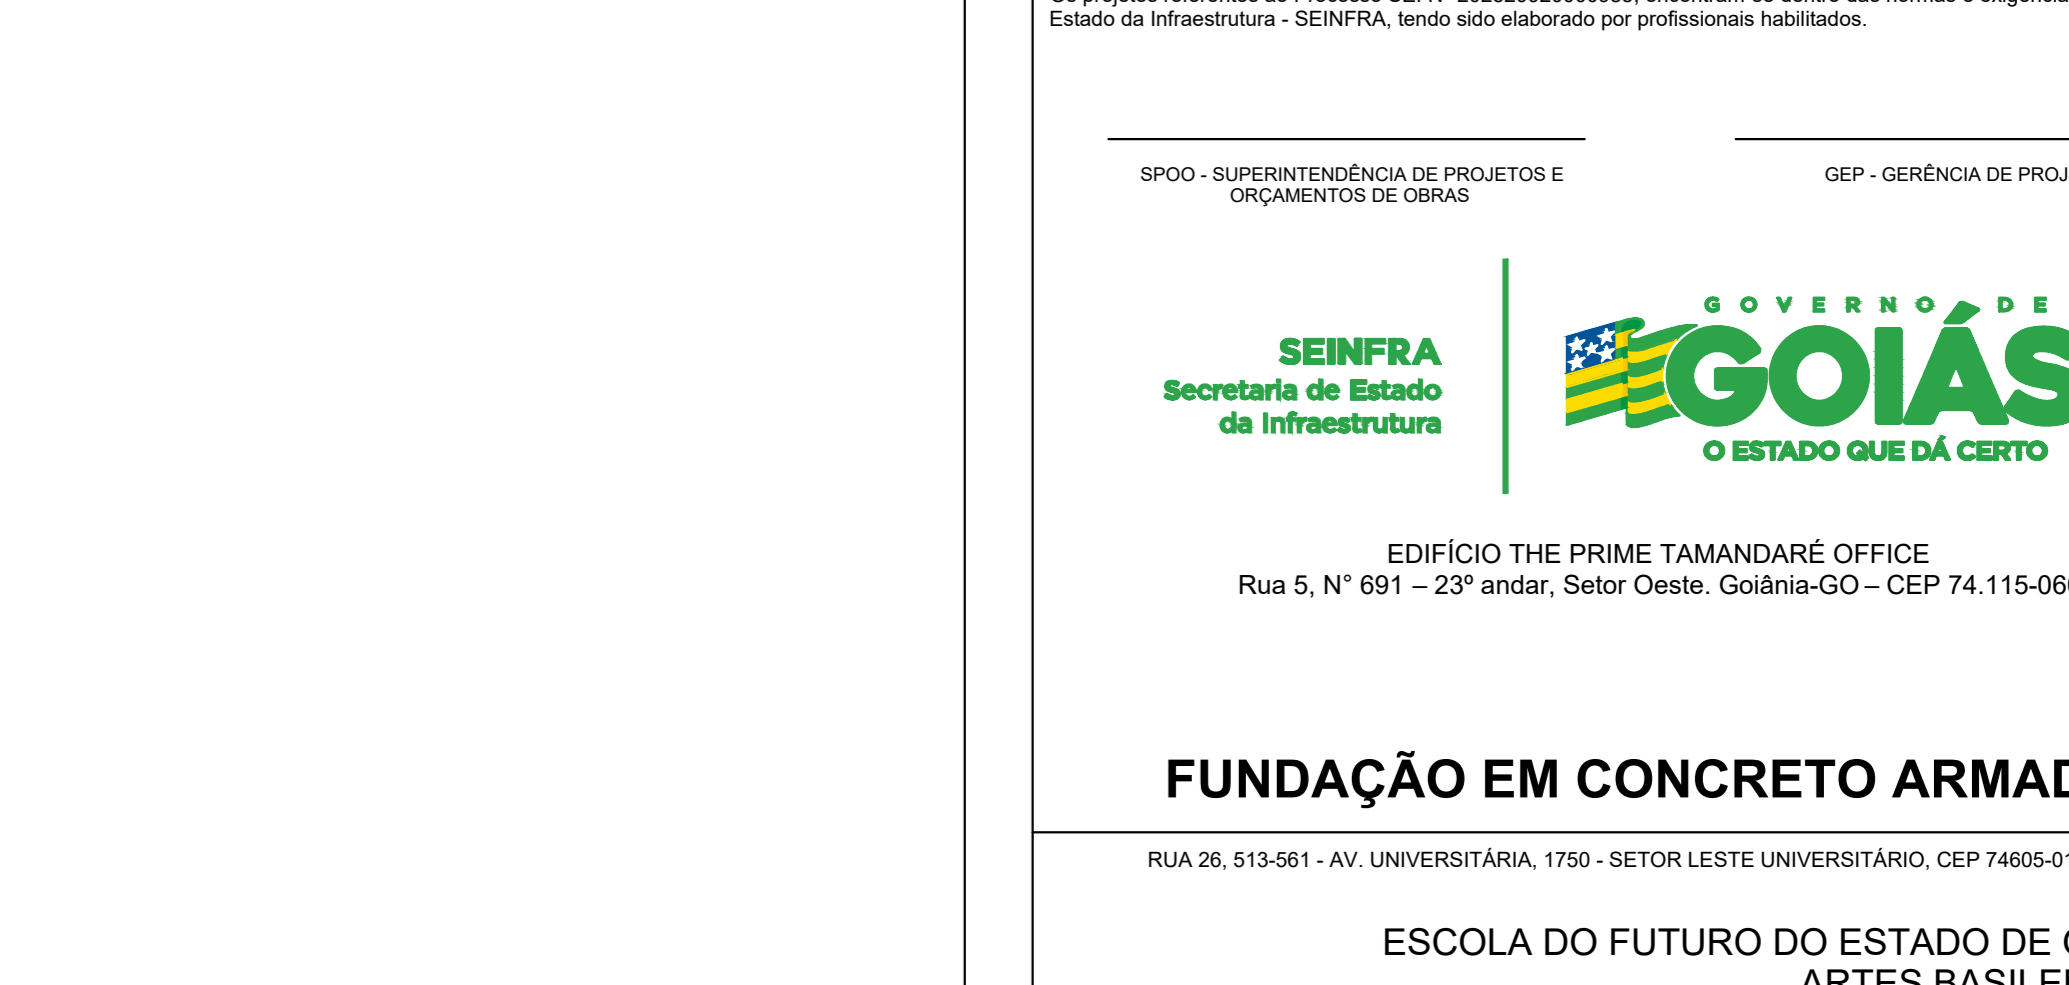 Estado da Infraestrutura - SEINFRA, tendo sido elaborado por profissionais habilitados.
SPOO - SUPERINTENDÊNCIA DE PROJETOS E
ORÇAMENTOS DE OBRAS
GEP - GERÊNCIA DE PROJ
SEINFRA
Secretaria de Estado
da Infraestrutura
GOVERNO DE
GOIÁS
O ESTADO QUE DÁ CERTO
EDIFÍCIO THE PRIME TAMANDARÉ OFFICE
Rua 5, N° 691 – 23º andar, Setor Oeste. Goiânia-GO – CEP 74.115-06
FUNDAÇÃO EM CONCRETO ARMAD
RUA 26, 513-561 - AV. UNIVERSITÁRIA, 1750 - SETOR LESTE UNIVERSITÁRIO, CEP 74605-01
ESCOLA DO FUTURO DO ESTADO DE
ARTES BASILE